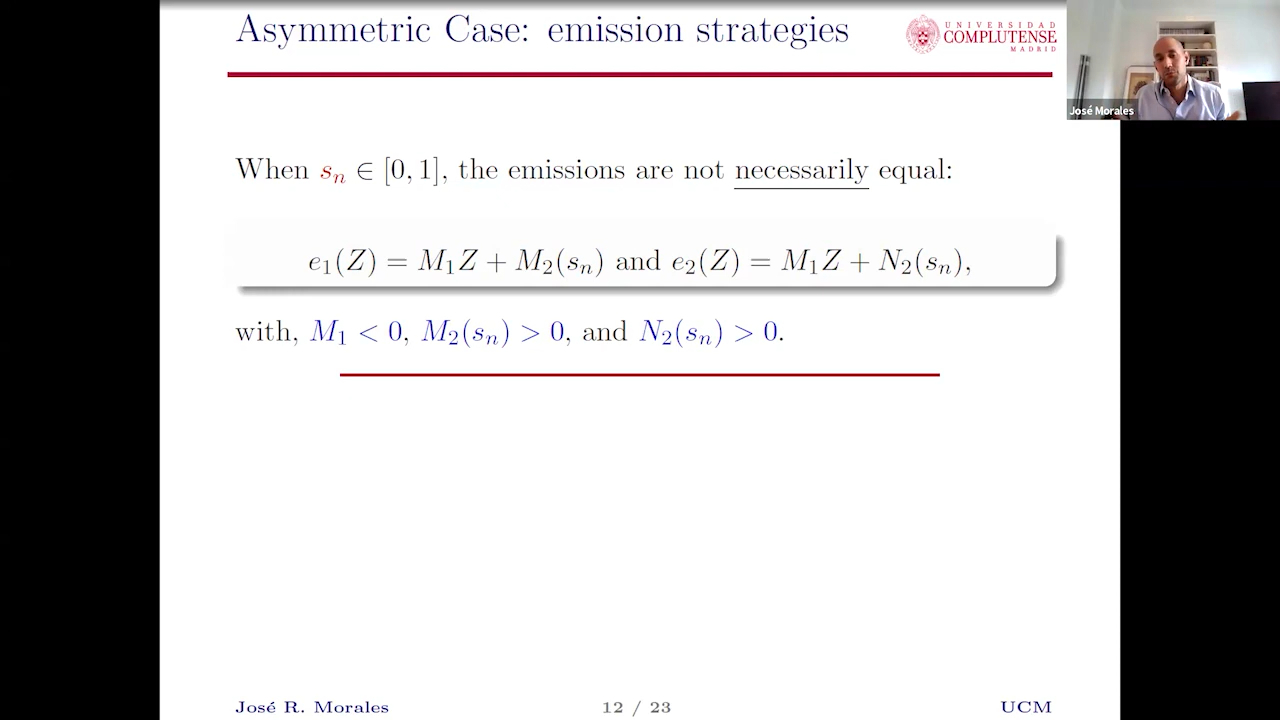 Asymmetric Case: emission strategies
UNIVERSIDAD
COMPLUTENSE
MADRID
José Morales
When sₙ ∈ [0, 1], the emissions are not necessarily equal:
e₁(Z) = M₁Z + M₂(sₙ) and e₂(Z) = M₁Z + N₂(sₙ),
with, M₁ < 0, M₂(sₙ) > 0, and N₂(sₙ) > 0.
José R. Morales 12 / 23 UCM